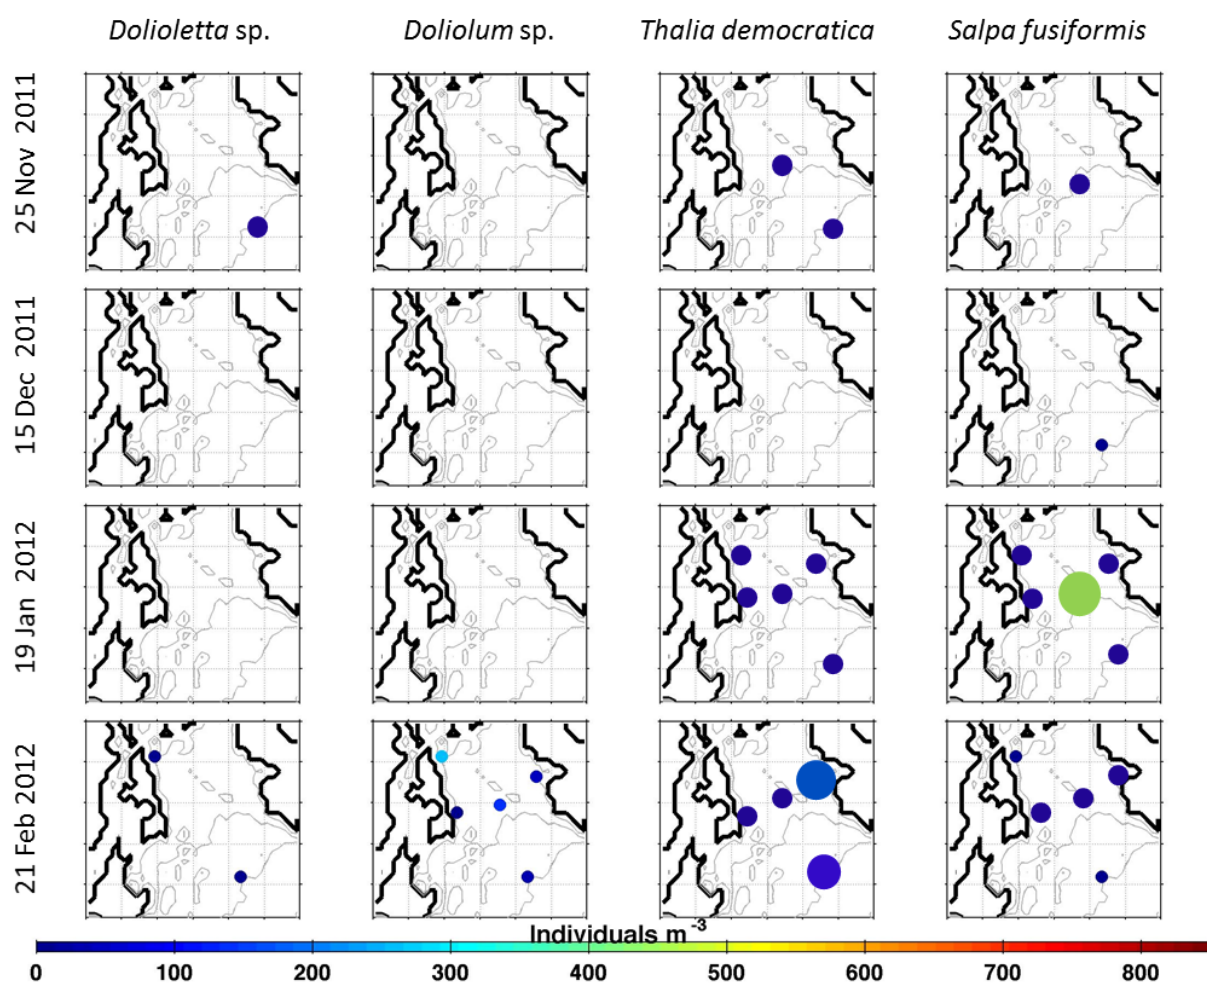 Dolioletta sp. Doliolum sp. Thalia democratica Salpa fusiformis
25 Nov 2011
15 Dec 2011
19 Jan 2012
21 Feb 2012
Individuals m⁻³
0 100 200 300 400 500 600 700 800